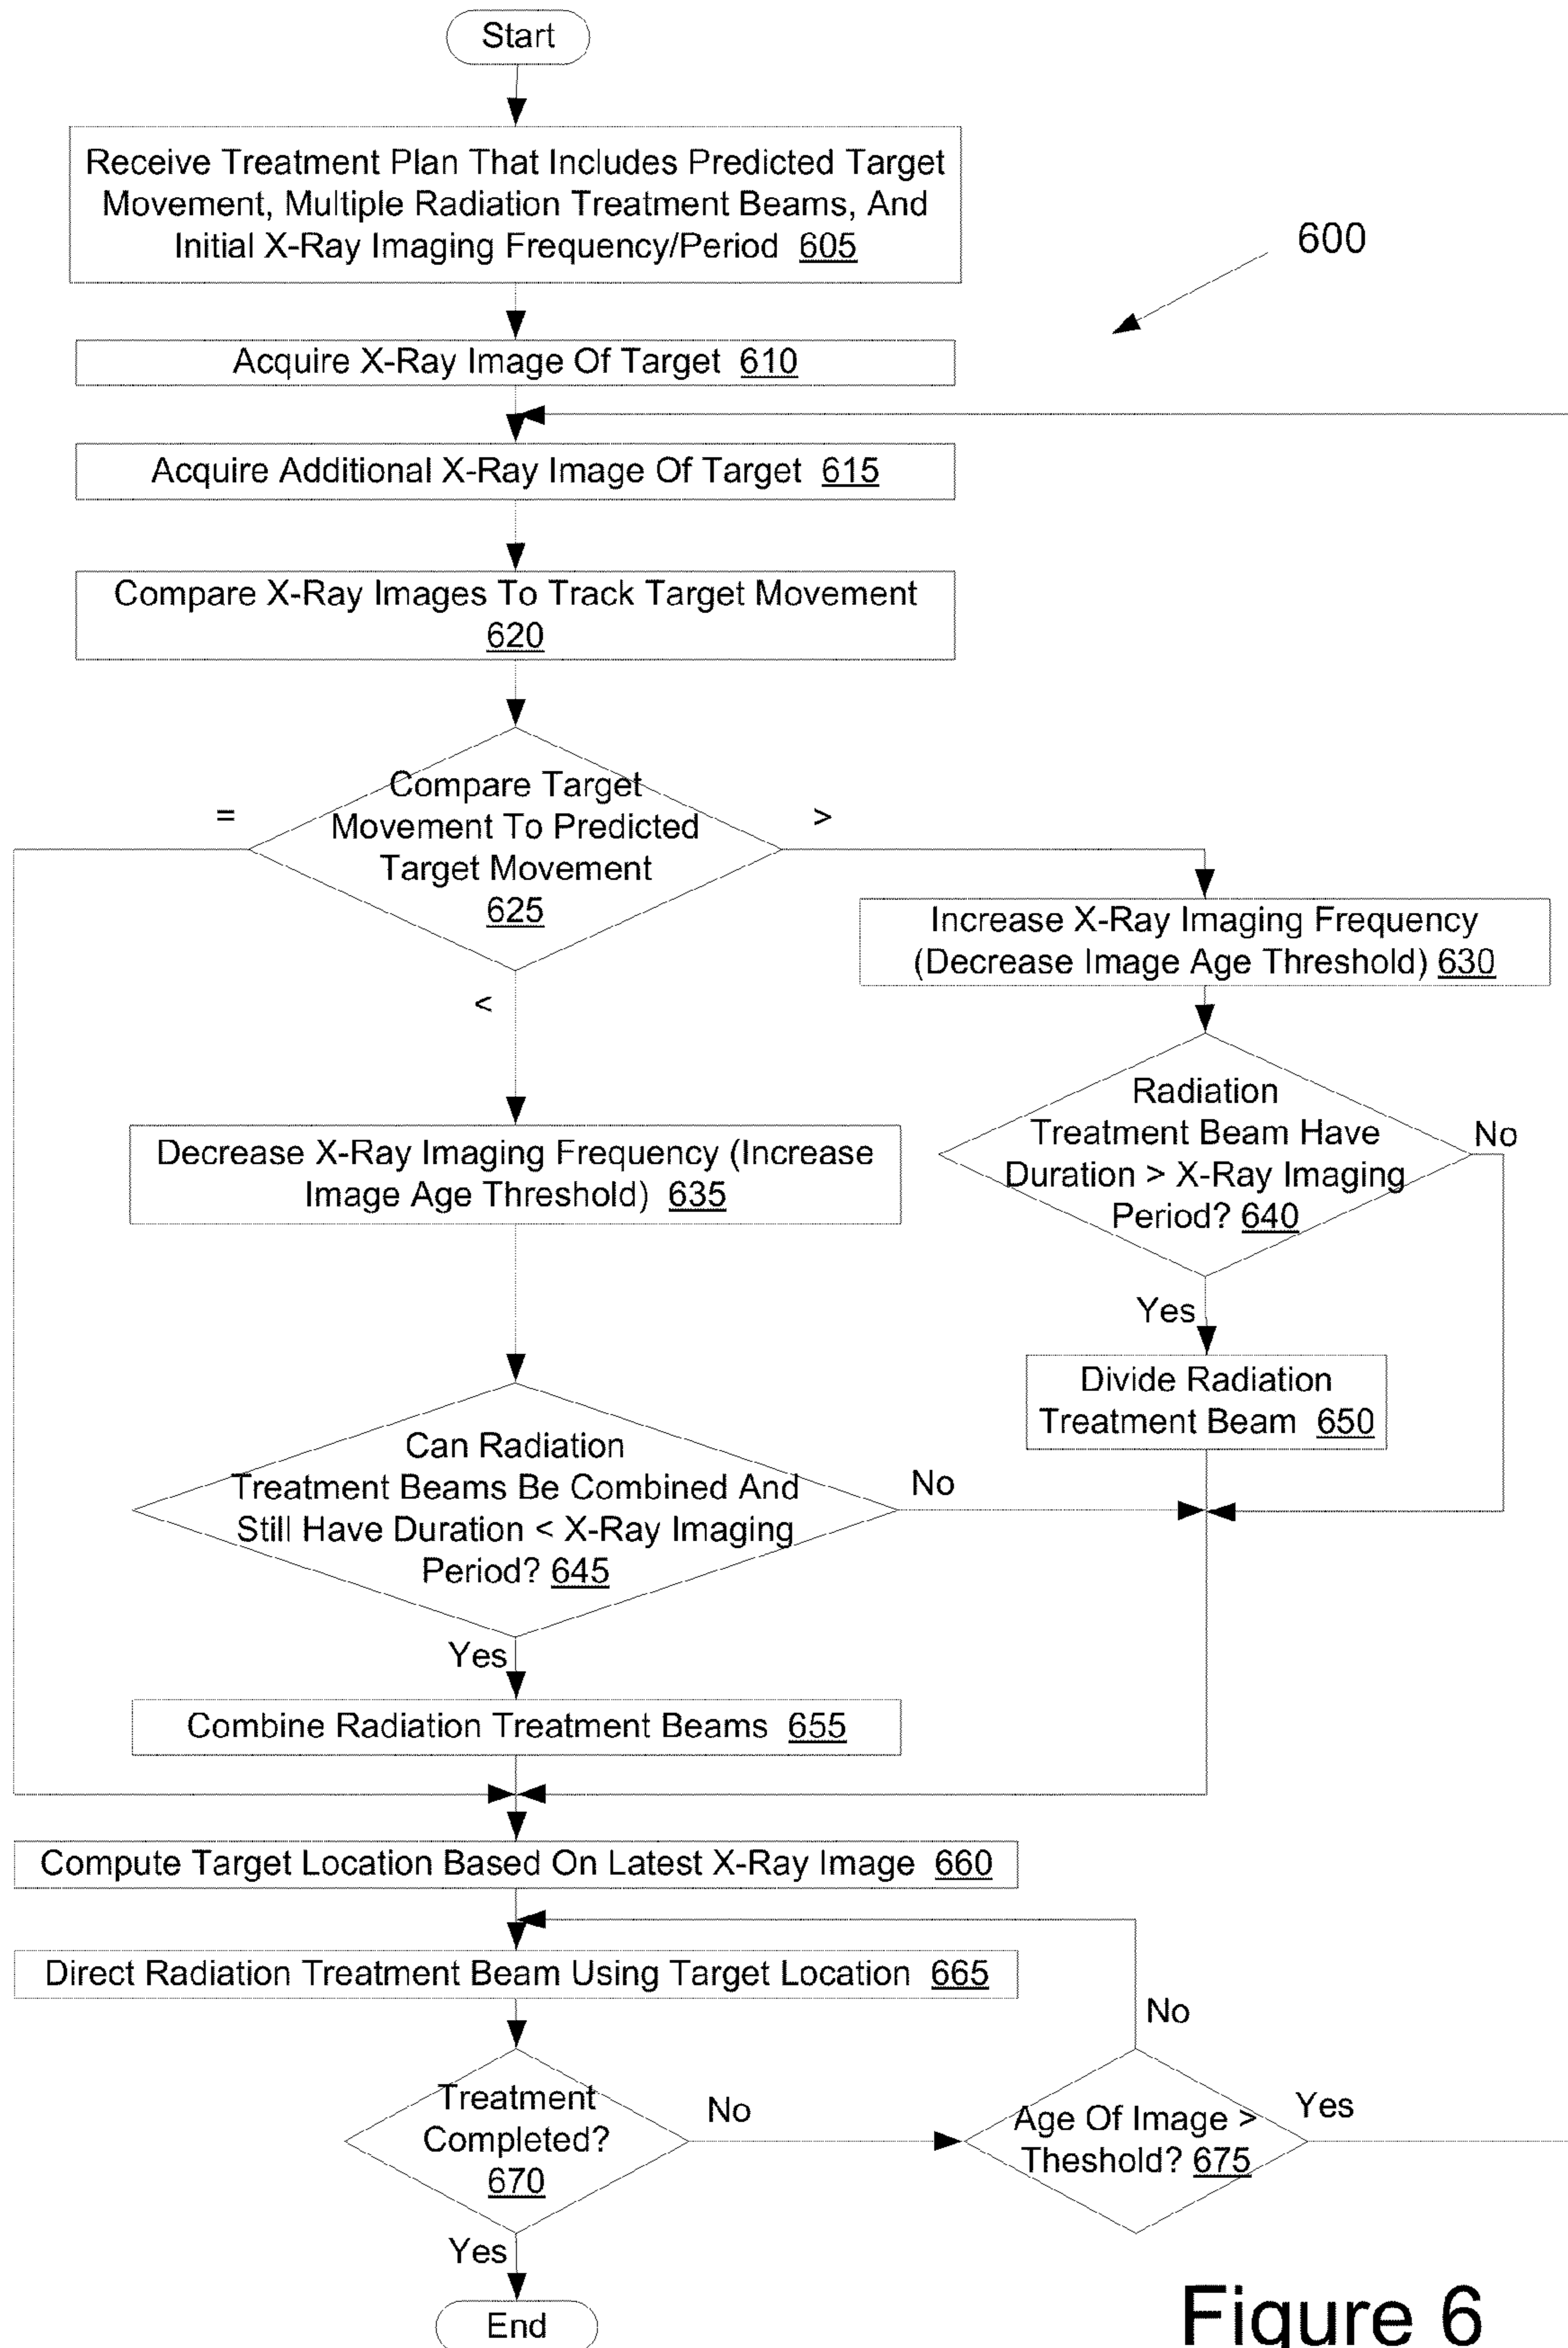 Start
Receive Treatment Plan That Includes Predicted Target
Movement, Multiple Radiation Treatment Beams, And
Initial X-Ray Imaging Frequency/Period 605
600
Acquire X-Ray Image Of Target 610
Acquire Additional X-Ray Image Of Target 615
Compare X-Ray Images To Track Target Movement
620
=
Compare Target
Movement To Predicted
Target Movement
625
>
<
Increase X-Ray Imaging Frequency
(Decrease Image Age Threshold) 630
Radiation
Treatment Beam Have
Duration > X-Ray Imaging
Period? 640
No
Yes
Divide Radiation
Treatment Beam 650
Decrease X-Ray Imaging Frequency (Increase
Image Age Threshold) 635
Can Radiation
Treatment Beams Be Combined And
Still Have Duration < X-Ray Imaging
Period? 645
No
Yes
Combine Radiation Treatment Beams 655
Compute Target Location Based On Latest X-Ray Image 660
Direct Radiation Treatment Beam Using Target Location 665
Treatment
Completed?
670
No
Age Of Image >
Theshold? 675
No
Yes
Yes
End
Figure 6